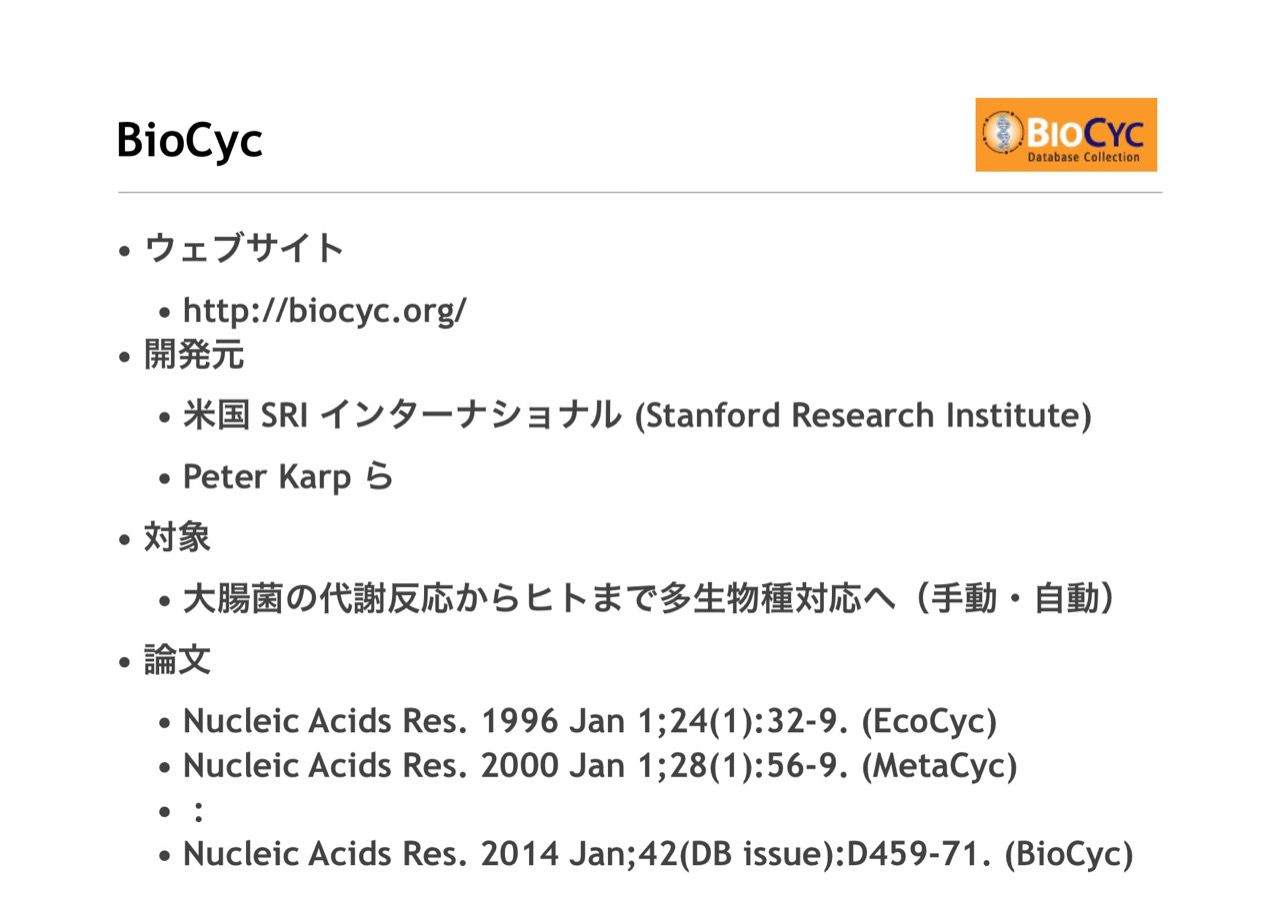 BioCyc
BIOCYC
Database Collection
• ウェブサイト
• http://biocyc.org/
• 開発元
• 米国 SRI インターナショナル (Stanford Research Institute)
• Peter Karp ら
• 対象
• 大腸菌の代謝反応からヒトまで多生物種対応へ（手動・自動）
• 論文
• Nucleic Acids Res. 1996 Jan 1;24(1):32-9. (EcoCyc)
• Nucleic Acids Res. 2000 Jan 1;28(1):56-9. (MetaCyc)
• :
• Nucleic Acids Res. 2014 Jan;42(DB issue):D459-71. (BioCyc)